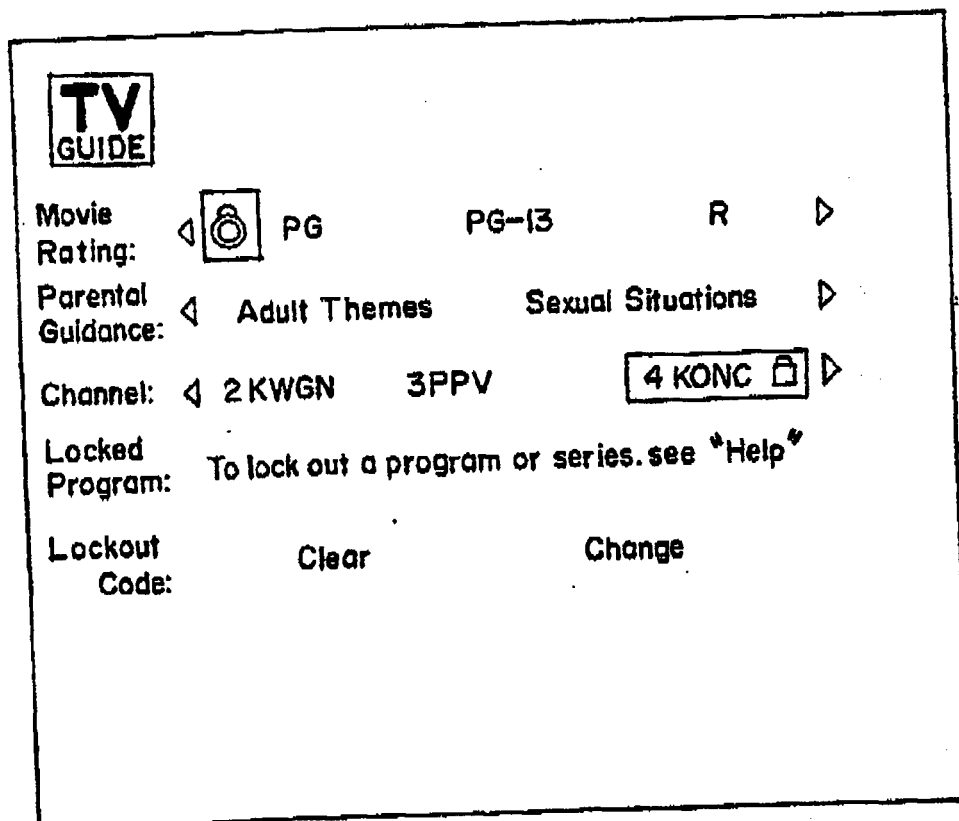 TV
GUIDE
Movie
Rating:
PG PG-13 R
Parental
Guidance:
Adult Themes Sexual Situations
Channel: 2 KWGN 3PPV 4 KONC
Locked
Program:
To lock out a program or series.see "Help"
Lockout
Code:
Clear Change